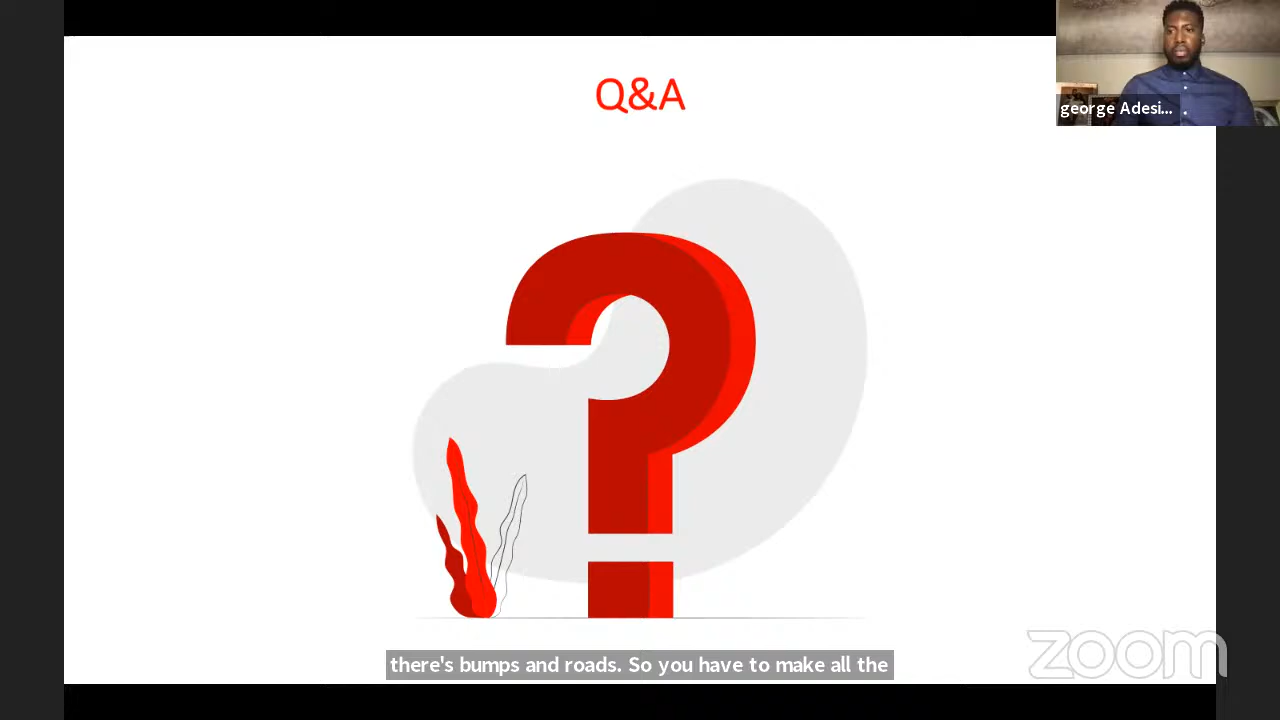 Q&A
george Adesi...
there's bumps and roads. So you have to make all the
zoom